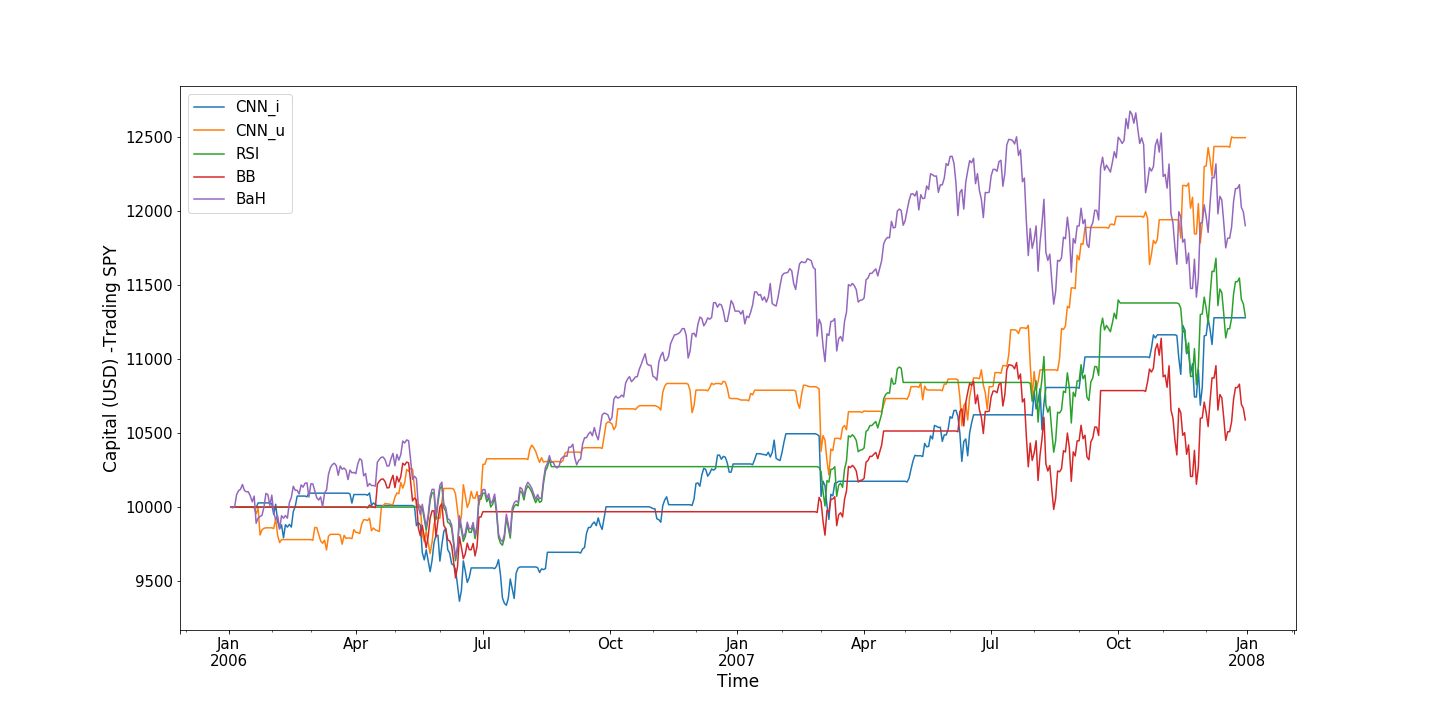 CNN_i
CNN_u
RSI
BB
BaH
12500
12000
11500
11000
10500
10000
9500
Capital (USD) -Trading SPY
Jan Apr Jul Oct Jan Apr Jul Oct Jan
2006 2007 2008
Time